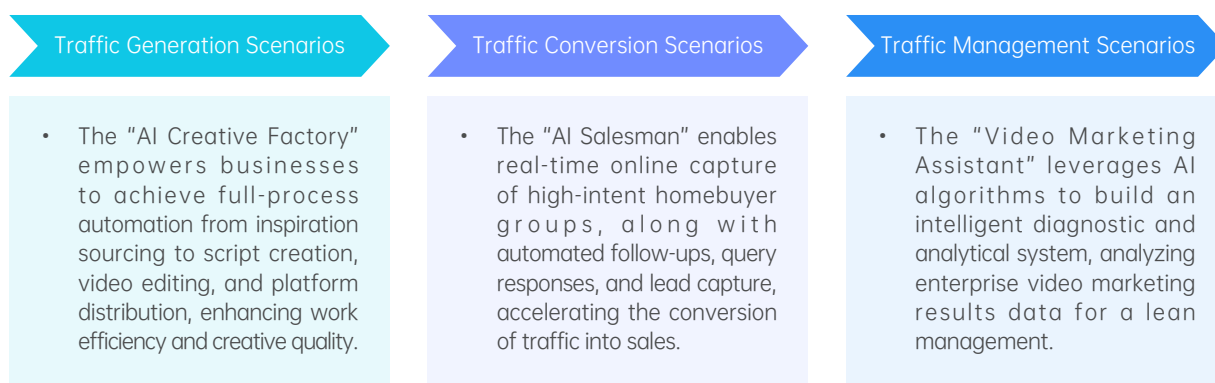 Traffic Generation Scenarios
• The “AI Creative Factory”
empowers businesses
to achieve full-process
automation from inspiration
sourcing to script creation,
video editing, and platform
distribution, enhancing work
efficiency and creative quality.
Traffic Conversion Scenarios
• The “AI Salesman” enables
real-time online capture
of high-intent homebuyer
groups, along with
automated follow-ups, query
responses, and lead capture,
accelerating the conversion
of traffic into sales.
Traffic Management Scenarios
• The “Video Marketing
Assistant” leverages AI
algorithms to build an
intelligent diagnostic and
analytical system, analyzing
enterprise video marketing
results data for a lean
management.